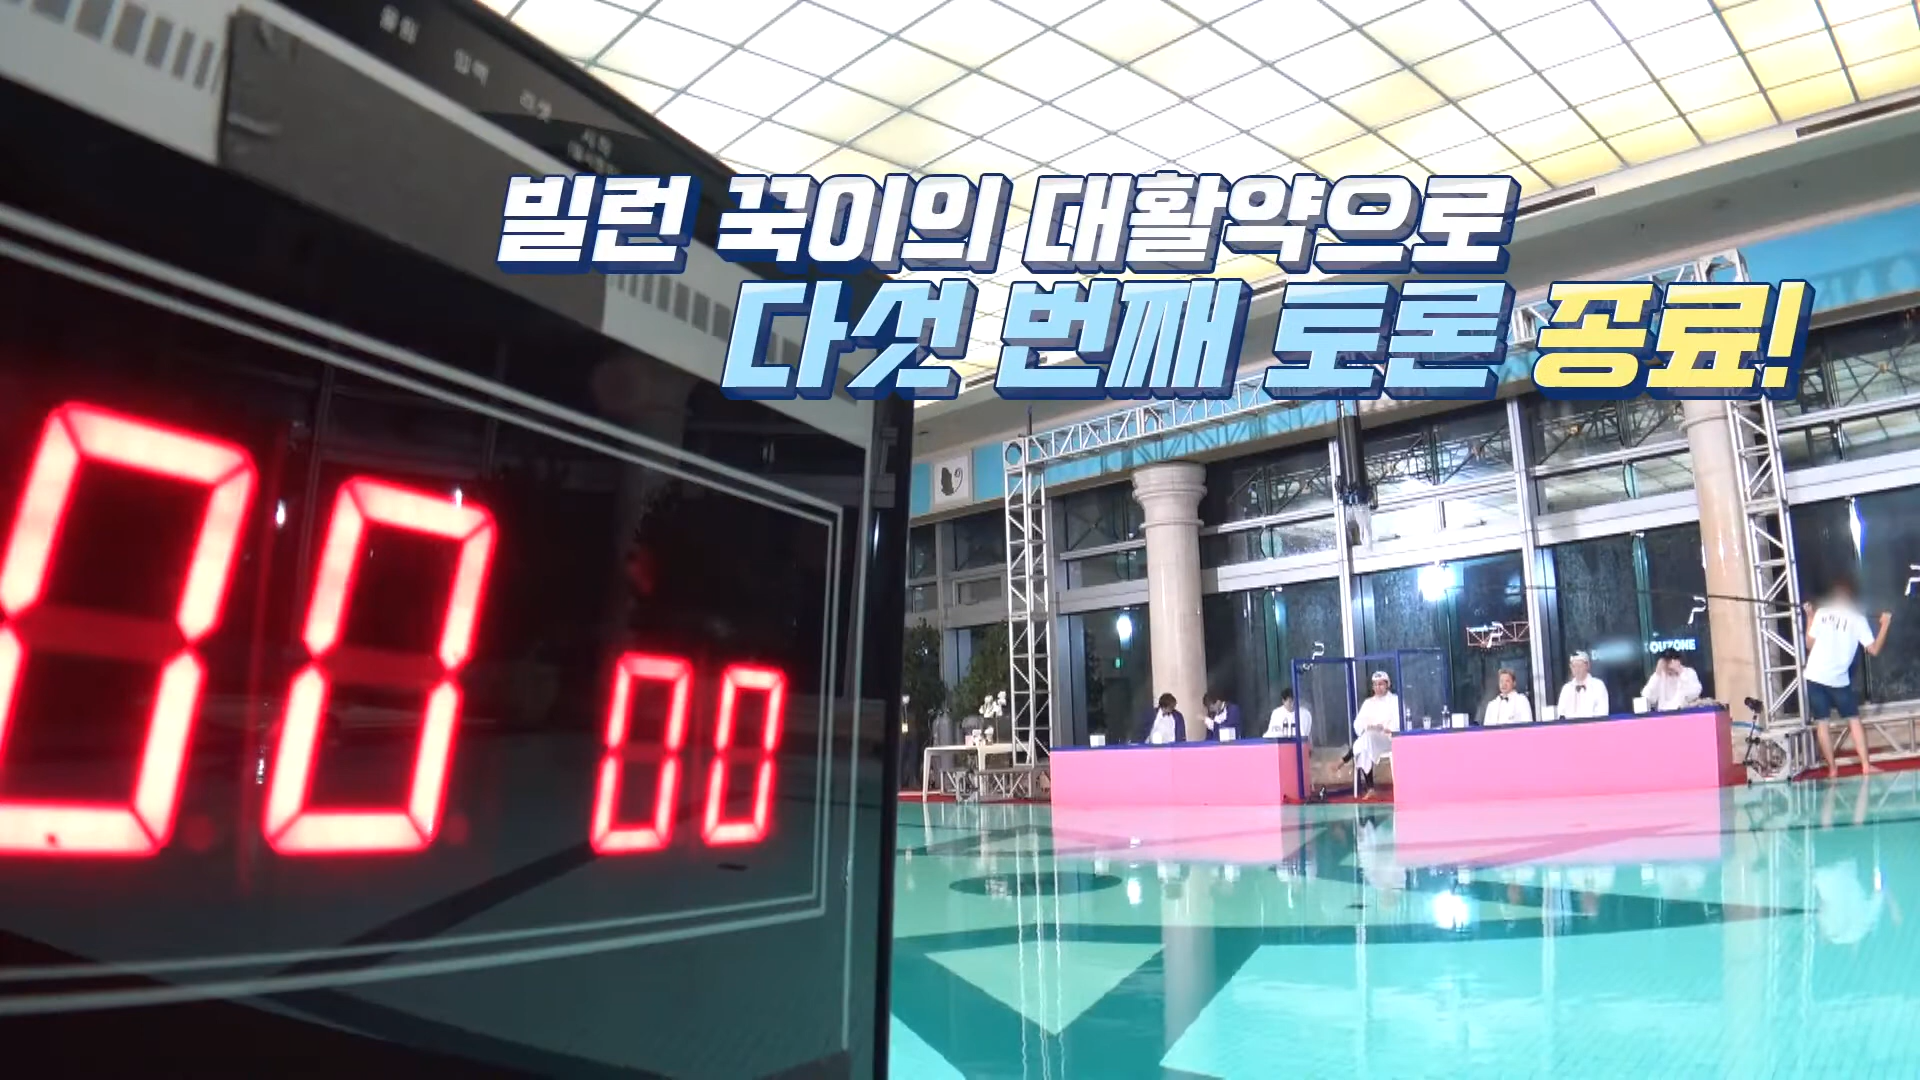 빌런 꾹이의 대활약으로
다섯 번째 토론 종료!
00 00